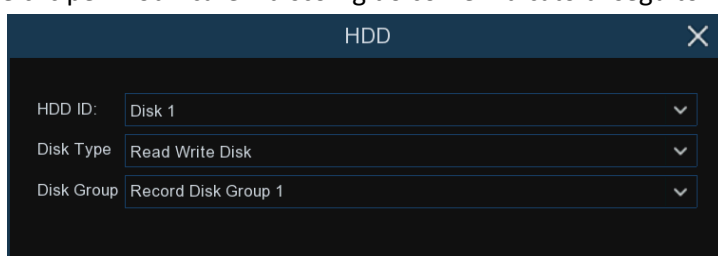 HDD
HDD ID: Disk 1
Disk Type Read Write Disk
Disk Group Record Disk Group 1